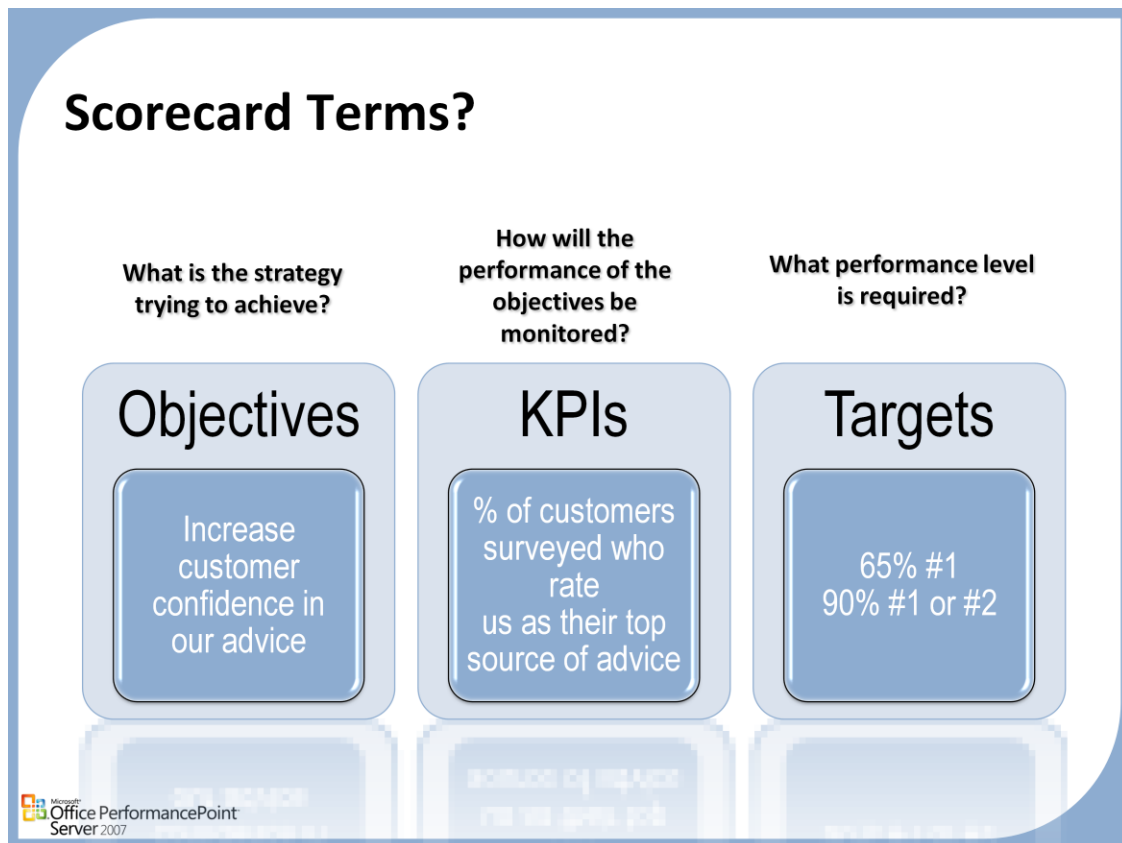 Scorecard Terms?
What is the strategy
trying to achieve?
How will the
performance of the
objectives be
monitored?
What performance level
is required?
Objectives
Increase
customer
confidence in
our advice
KPIs
% of customers
surveyed who
rate
us as their top
source of advice
Targets
65% #1
90% #1 or #2
Microsoft
Office PerformancePoint
Server 2007